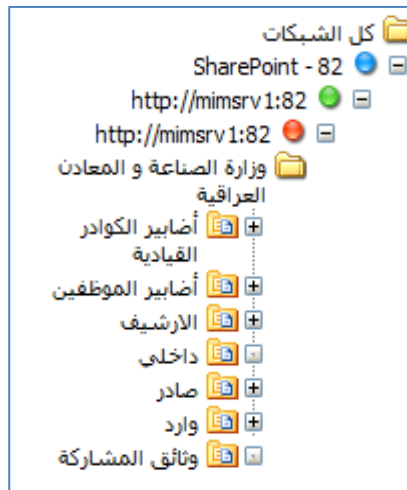 كل الشبكات
SharePoint - 82
http://mimsrv1:82
http://mimsrv1:82
وزارة الصناعة و المعادن
العراقية
أضابير الكوادر
القيادية
أضابير الموظفين
الارشيف
داخلي
صادر
وارد
وثائق المشاركة